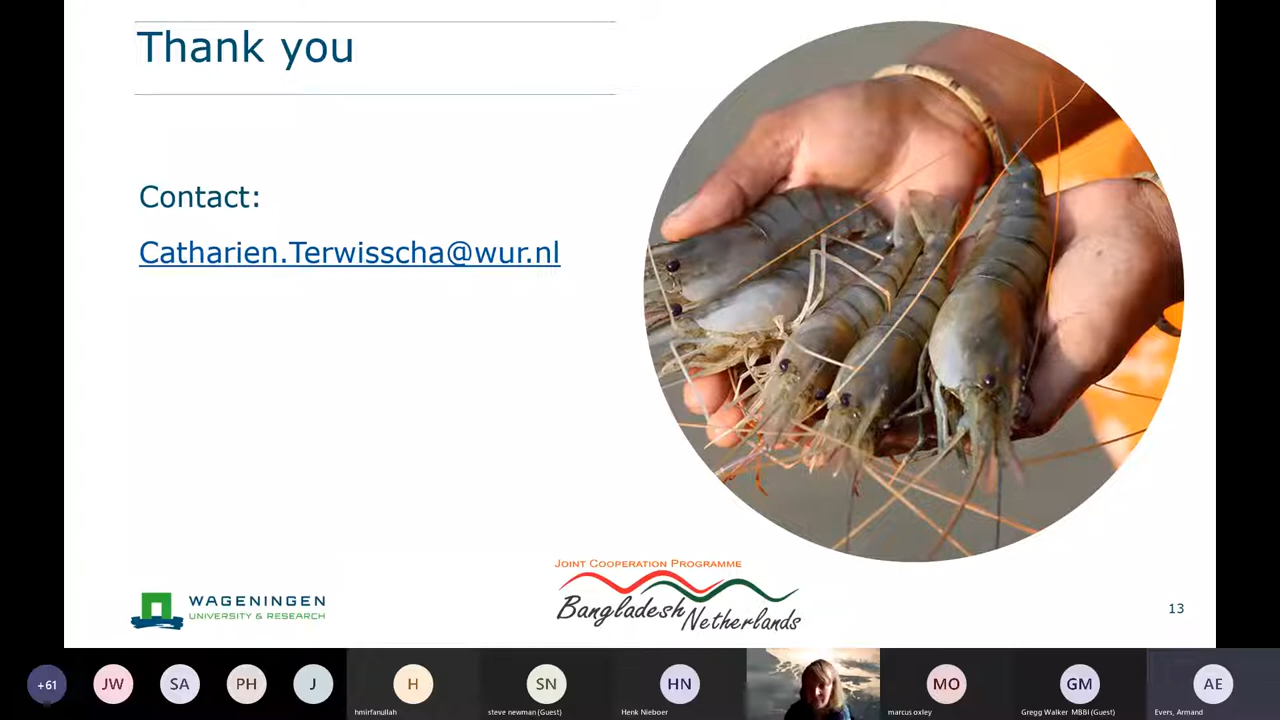 Thank you
Contact:
Catharien.Terwisscha@wur.nl
JOINT COOPERATION PROGRAMME
Bangladesh Netherlands
WAGENINGEN
UNIVERSITY & RESEARCH
13
+61
JW
SA
PH
J
H
hmirfanullah
SN
steve newman (Guest)
HN
Henk Nieboer
MO
marcus oxley
GM
Gregg Walker MBBI (Guest)
AE
Evers, Armand